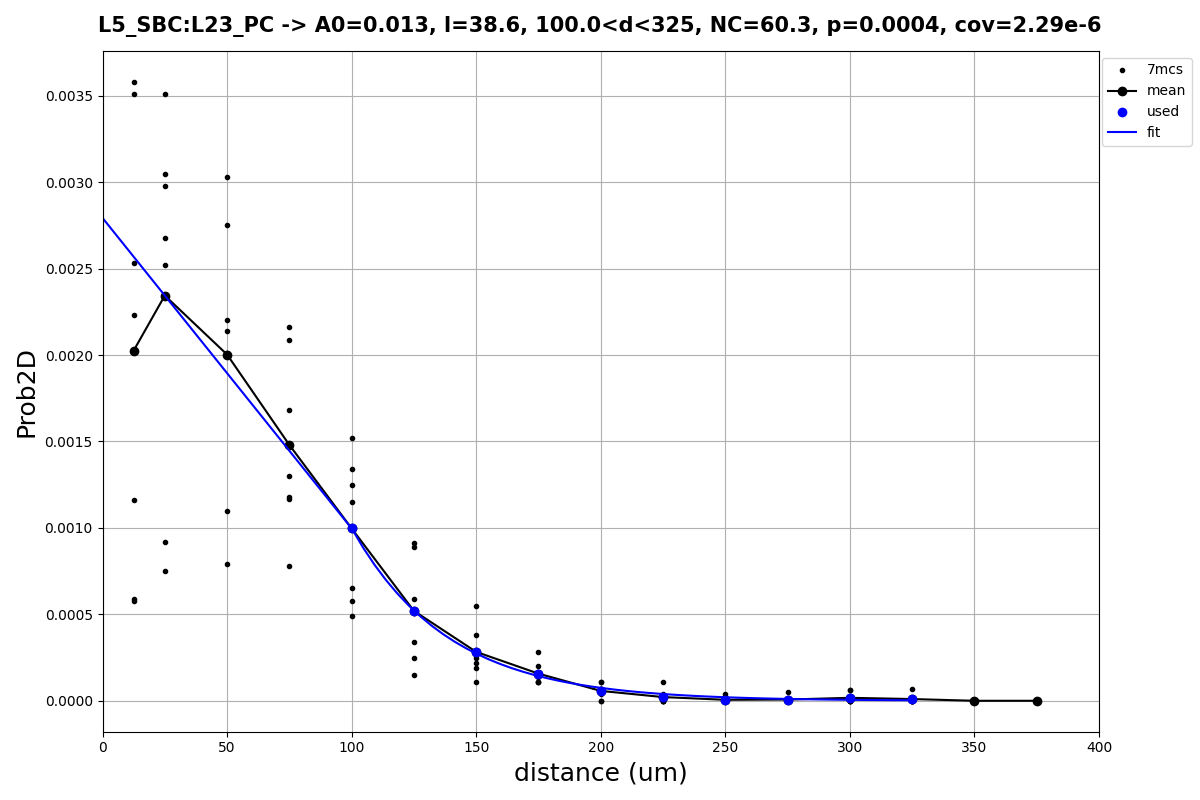 L5_SBC:L23_PC -> A0=0.013, l=38.6, 100.0<d<325, NC=60.3, p=0.0004, cov=2.29e-6
7mcs
mean
used
fit
Prob2D
0.0035
0.0030
0.0025
0.0020
0.0015
0.0010
0.0005
0.0000
0 50 100 150 200 250 300 350 400
distance (um)